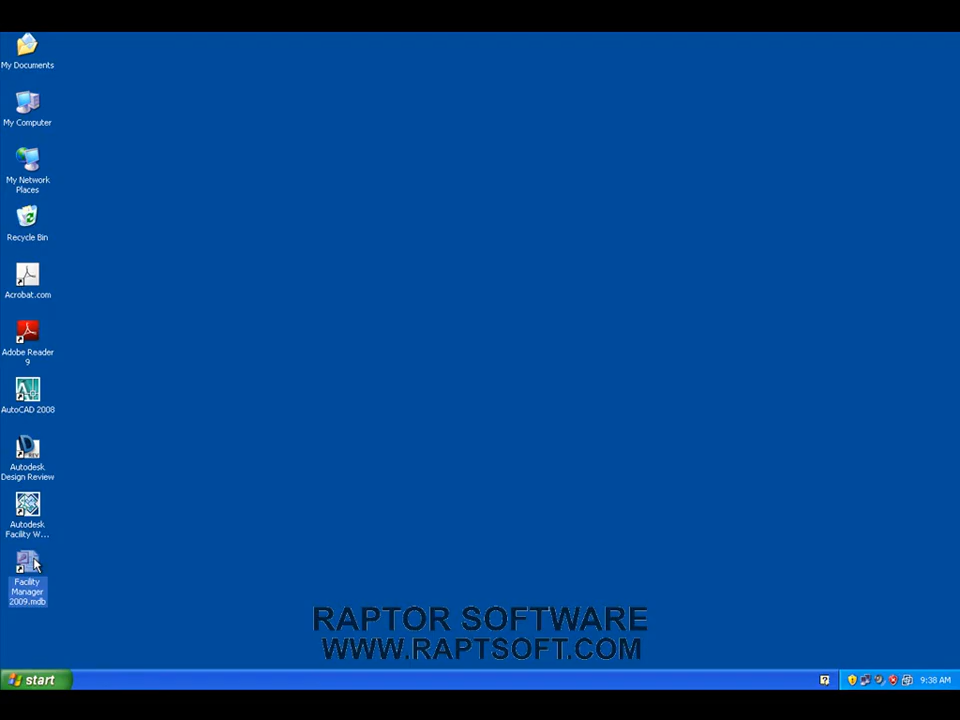 My Documents
My Computer
My Network
Places
Recycle Bin
Acrobat.com
Adobe Reader
9
AutoCAD 2008
Autodesk
Design Review
Autodesk
Facility W...
Facility
Manager
2009.mdb
RAPTOR SOFTWARE
WWW.RAPTSOFT.COM
start
9:38 AM